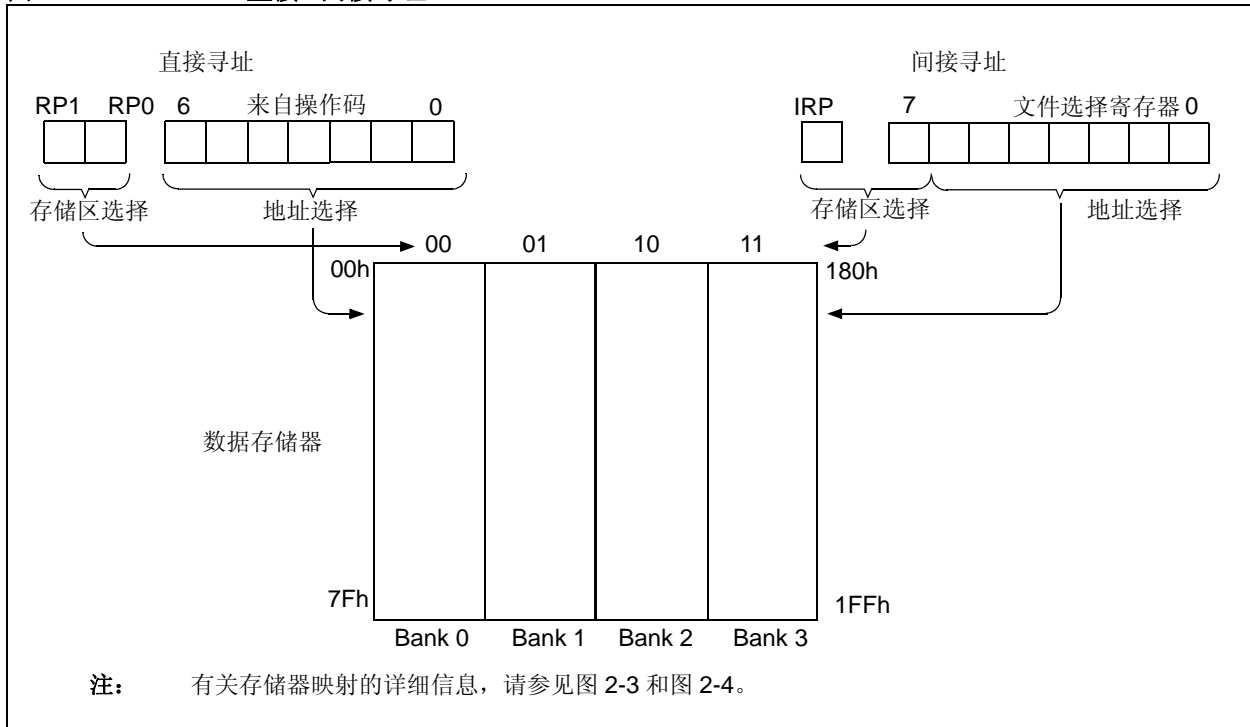 直接寻址
间接寻址
RP1 RP0 6 来自操作码 0
IRP 7 文件选择寄存器 0
存储区选择 地址选择
存储区选择 地址选择
00 01 10 11
00h 180h
数据存储器
7Fh 1FFh
Bank 0 Bank 1 Bank 2 Bank 3
注： 有关存储器映射的详细信息，请参见图 2-3 和图 2-4。